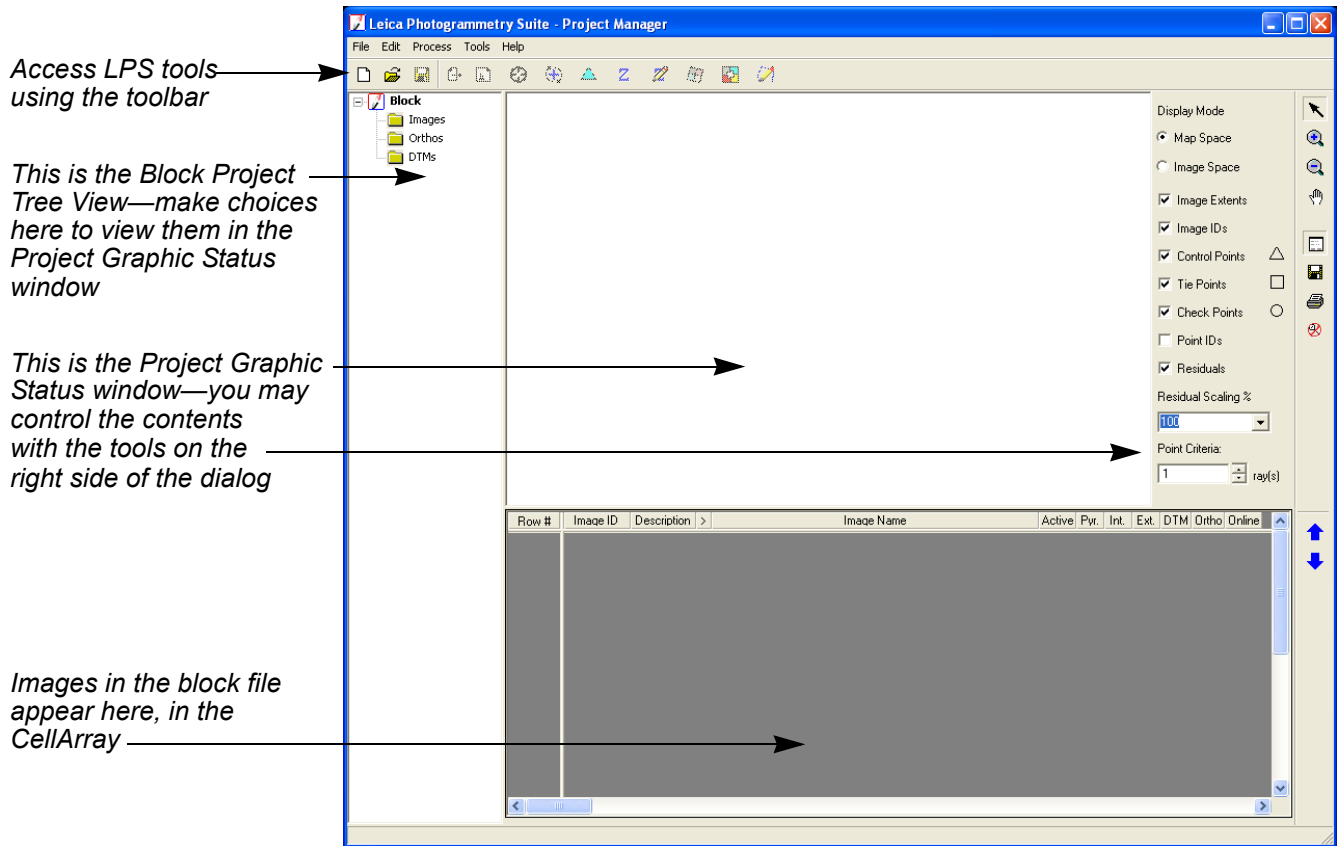 Leica Photogrammetry Suite - Project Manager
File Edit Process Tools Help
Access LPS tools
using the toolbar
Block
Images
Orthos
DTMs
This is the Block Project
Tree View—make choices
here to view them in the
Project Graphic Status
window
This is the Project Graphic
Status window—you may
control the contents
with the tools on the
right side of the dialog
Display Mode
Map Space
Image Space
Image Extents
Image IDs
Control Points
Tie Points
Check Points
Point IDs
Residuals
Residual Scaling %
100
Point Criteria:
1 ray(s)
Row # Image ID Description > Image Name Active Pyr. Int. Ext. DTM Ortho Online
Images in the block file
appear here, in the
CellArray